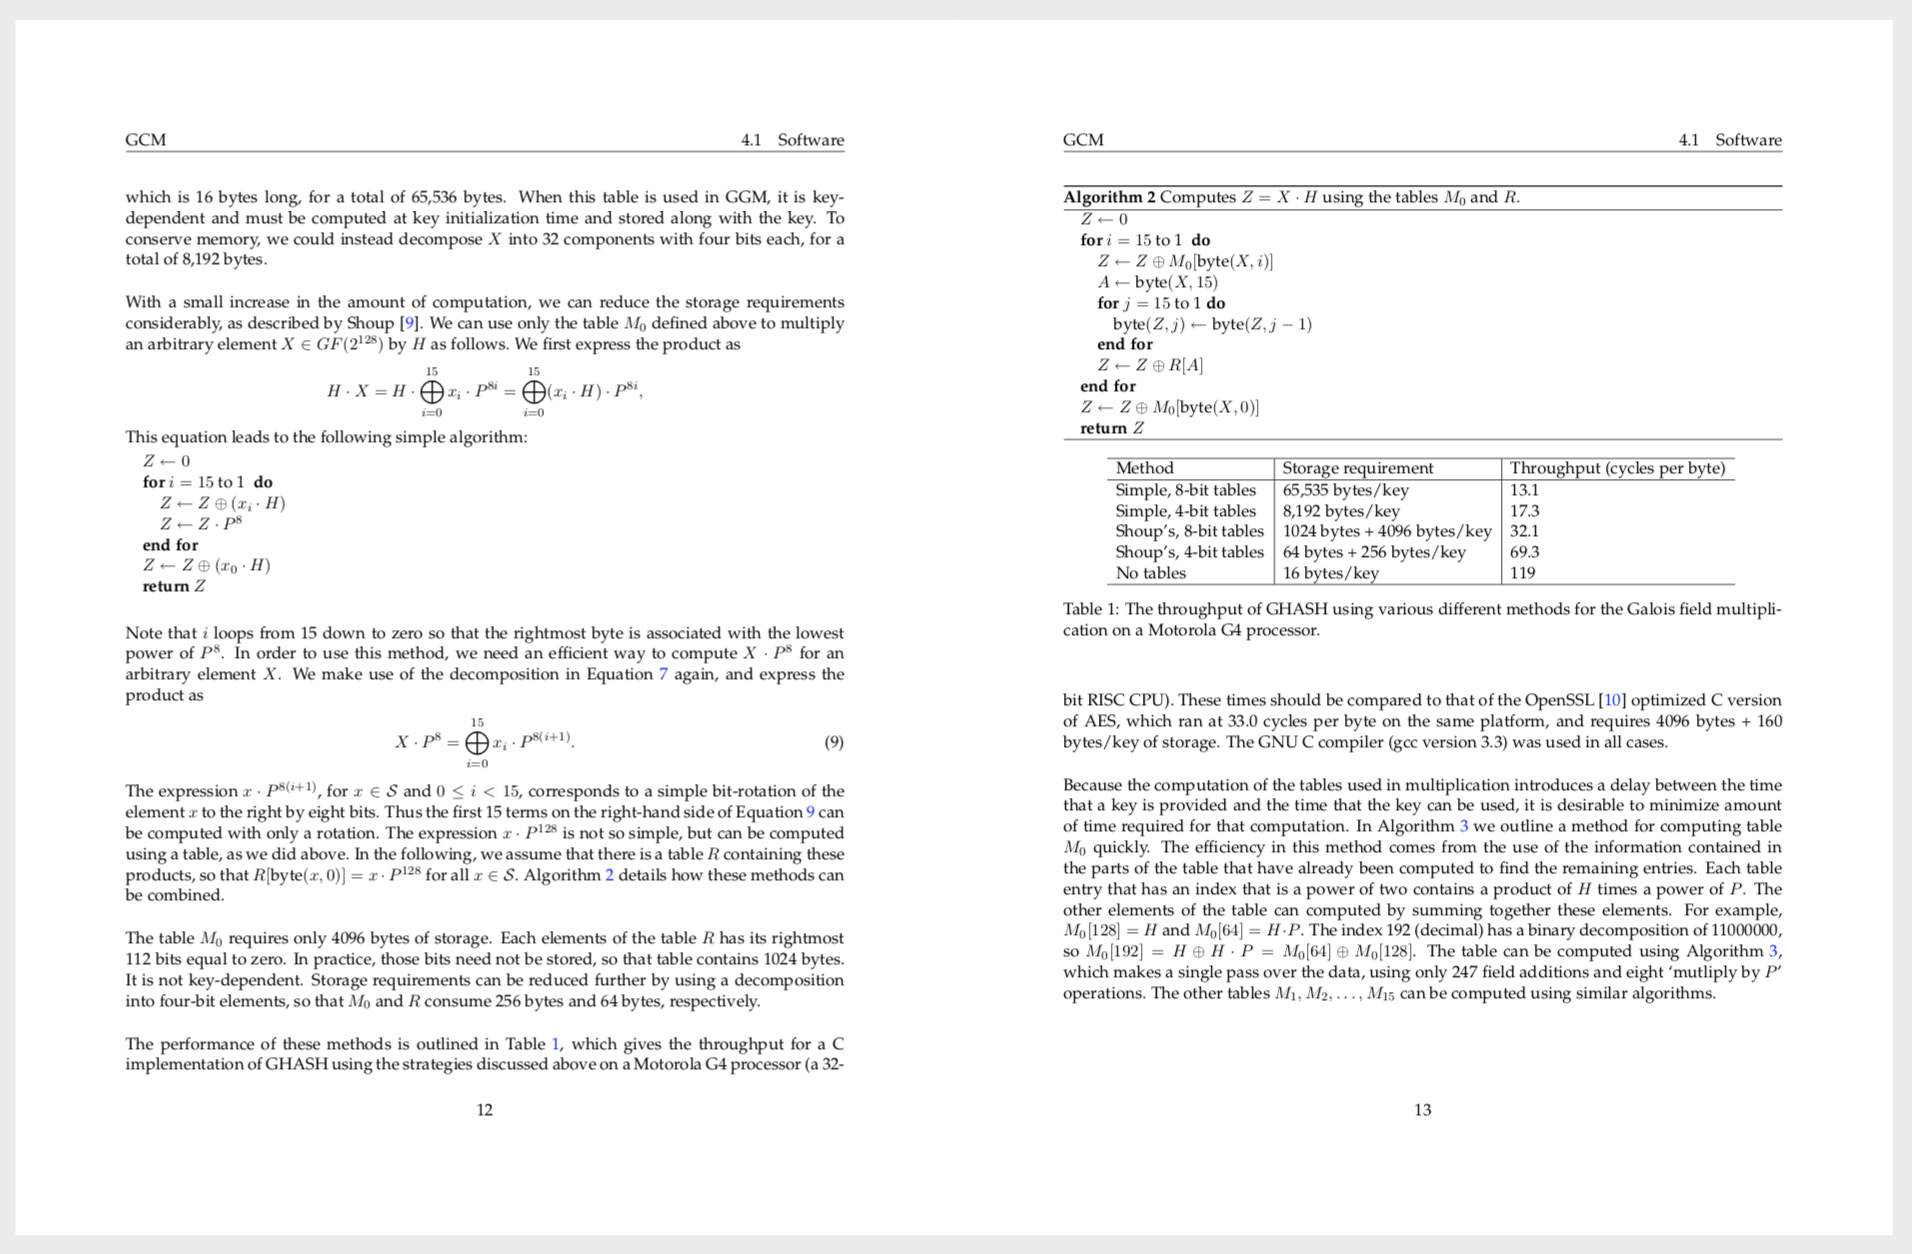 GCM 4.1 Software
which is 16 bytes long, for a total of 65,536 bytes. When this table is used in GGM, it is key-
dependent and must be computed at key initialization time and stored along with the key. To
conserve memory, we could instead decompose X into 32 components with four bits each, for a
total of 8,192 bytes.
With a small increase in the amount of computation, we can reduce the storage requirements
considerably, as described by Shoup [9]. We can use only the table M₀ defined above to multiply
an arbitrary element X ∈ GF(2¹²⁸) by H as follows. We first express the product as
H · X = H · ⊕_{i=0}^{15} xᵢ · P^{8i} = ⊕_{i=0}^{15} (xᵢ · H) · P^{8i},
This equation leads to the following simple algorithm:
Z ← 0
for i = 15 to 1 do
Z ← Z ⊕ (xᵢ · H)
Z ← Z · P⁸
end for
Z ← Z ⊕ (x₀ · H)
return Z
Note that i loops from 15 down to zero so that the rightmost byte is associated with the lowest
power of P⁸. In order to use this method, we need an efficient way to compute X · P⁸ for an
arbitrary element X. We make use of the decomposition in Equation 7 again, and express the
product as
X · P⁸ = ⊕_{i=0}^{15} xᵢ · P^{8(i+1)}. (9)
The expression x · P^{8(i+1)}, for x ∈ 𝒮 and 0 ≤ i < 15, corresponds to a simple bit-rotation of the
element x to the right by eight bits. Thus the first 15 terms on the right-hand side of Equation 9 can
be computed with only a rotation. The expression x · P¹²⁸ is not so simple, but can be computed
using a table, as we did above. In the following, we assume that there is a table R containing these
products, so that R[byte(x, 0)] = x · P¹²⁸ for all x ∈ 𝒮. Algorithm 2 details how these methods can
be combined.
The table M₀ requires only 4096 bytes of storage. Each elements of the table R has its rightmost
112 bits equal to zero. In practice, those bits need not be stored, so that table contains 1024 bytes.
It is not key-dependent. Storage requirements can be reduced further by using a decomposition
into four-bit elements, so that M₀ and R consume 256 bytes and 64 bytes, respectively.
The performance of these methods is outlined in Table 1, which gives the throughput for a C
implementation of GHASH using the strategies discussed above on a Motorola G4 processor (a 32-
12
GCM 4.1 Software
Algorithm 2 Computes Z = X · H using the tables M₀ and R.
Z ← 0
for i = 15 to 1 do
Z ← Z ⊕ M₀[byte(X, i)]
A ← byte(X, 15)
for j = 15 to 1 do
byte(Z, j) ← byte(Z, j − 1)
end for
Z ← Z ⊕ R[A]
end for
Z ← Z ⊕ M₀[byte(X, 0)]
return Z
Method Storage requirement Throughput (cycles per byte)
Simple, 8-bit tables 65,535 bytes/key 13.1
Simple, 4-bit tables 8,192 bytes/key 17.3
Shoup's, 8-bit tables 1024 bytes + 4096 bytes/key 32.1
Shoup's, 4-bit tables 64 bytes + 256 bytes/key 69.3
No tables 16 bytes/key 119
Table 1: The throughput of GHASH using various different methods for the Galois field multipli-
cation on a Motorola G4 processor.
bit RISC CPU). These times should be compared to that of the OpenSSL [10] optimized C version
of AES, which ran at 33.0 cycles per byte on the same platform, and requires 4096 bytes + 160
bytes/key of storage. The GNU C compiler (gcc version 3.3) was used in all cases.
Because the computation of the tables used in multiplication introduces a delay between the time
that a key is provided and the time that the key can be used, it is desirable to minimize amount
of time required for that computation. In Algorithm 3 we outline a method for computing table
M₀ quickly. The efficiency in this method comes from the use of the information contained in
the parts of the table that have already been computed to find the remaining entries. Each table
entry that has an index that is a power of two contains a product of H times a power of P. The
other elements of the table can computed by summing together these elements. For example,
M₀[128] = H and M₀[64] = H·P. The index 192 (decimal) has a binary decomposition of 11000000,
so M₀[192] = H ⊕ H · P = M₀[64] ⊕ M₀[128]. The table can be computed using Algorithm 3,
which makes a single pass over the data, using only 247 field additions and eight 'mutliply by P'
operations. The other tables M₁, M₂, . . . , M₁₅ can be computed using similar algorithms.
13